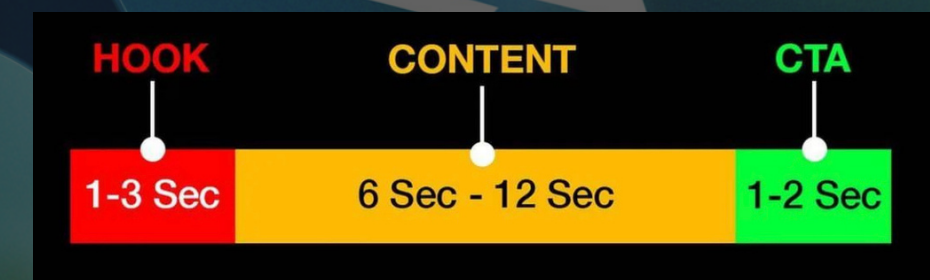 HOOK CONTENT CTA
1-3 Sec 6 Sec - 12 Sec 1-2 Sec